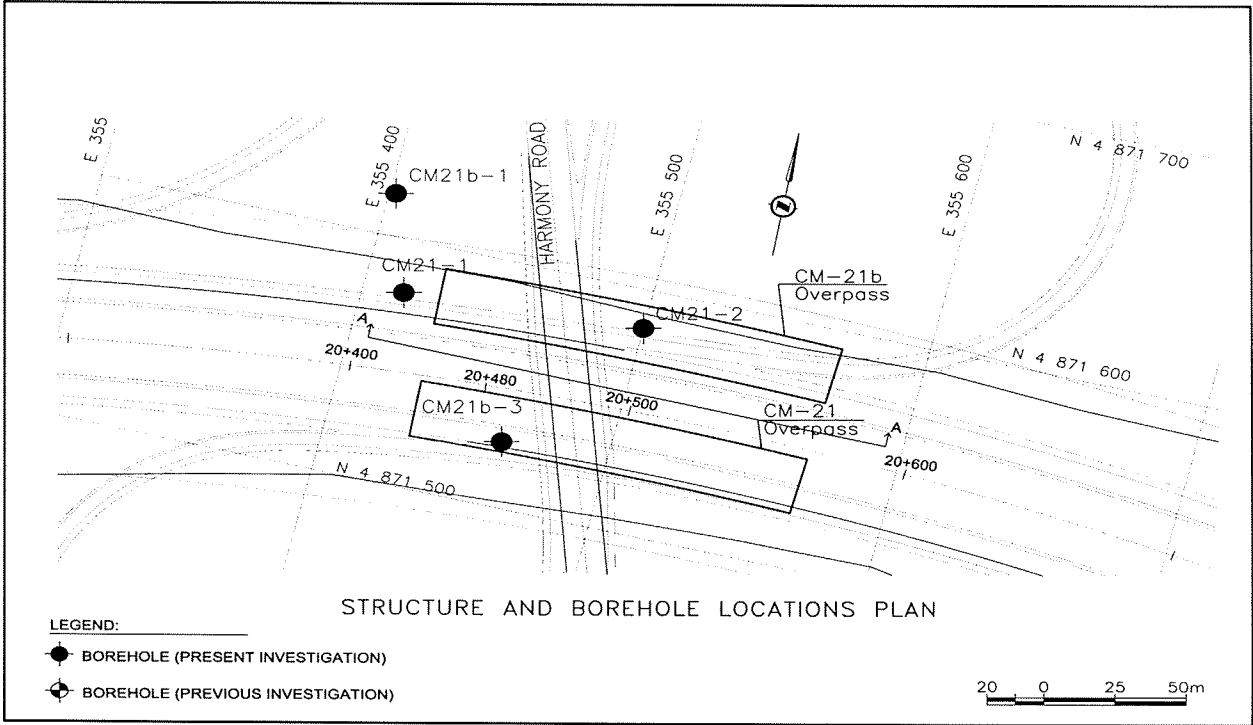 E 355
E 355 400
HARMONY ROAD
E 355 500
E 355 600
N 4 871 700
CM21b-1
CM21-1
CM-21b
Overpass
CM21-2
A
20+400
20+480
20+500
N 4 871 600
CM21b-3
CM-21
Overpass
A
20+600
N 4 871 500
STRUCTURE AND BOREHOLE LOCATIONS PLAN
LEGEND:
BOREHOLE (PRESENT INVESTIGATION)
BOREHOLE (PREVIOUS INVESTIGATION)
20 0 25 50m